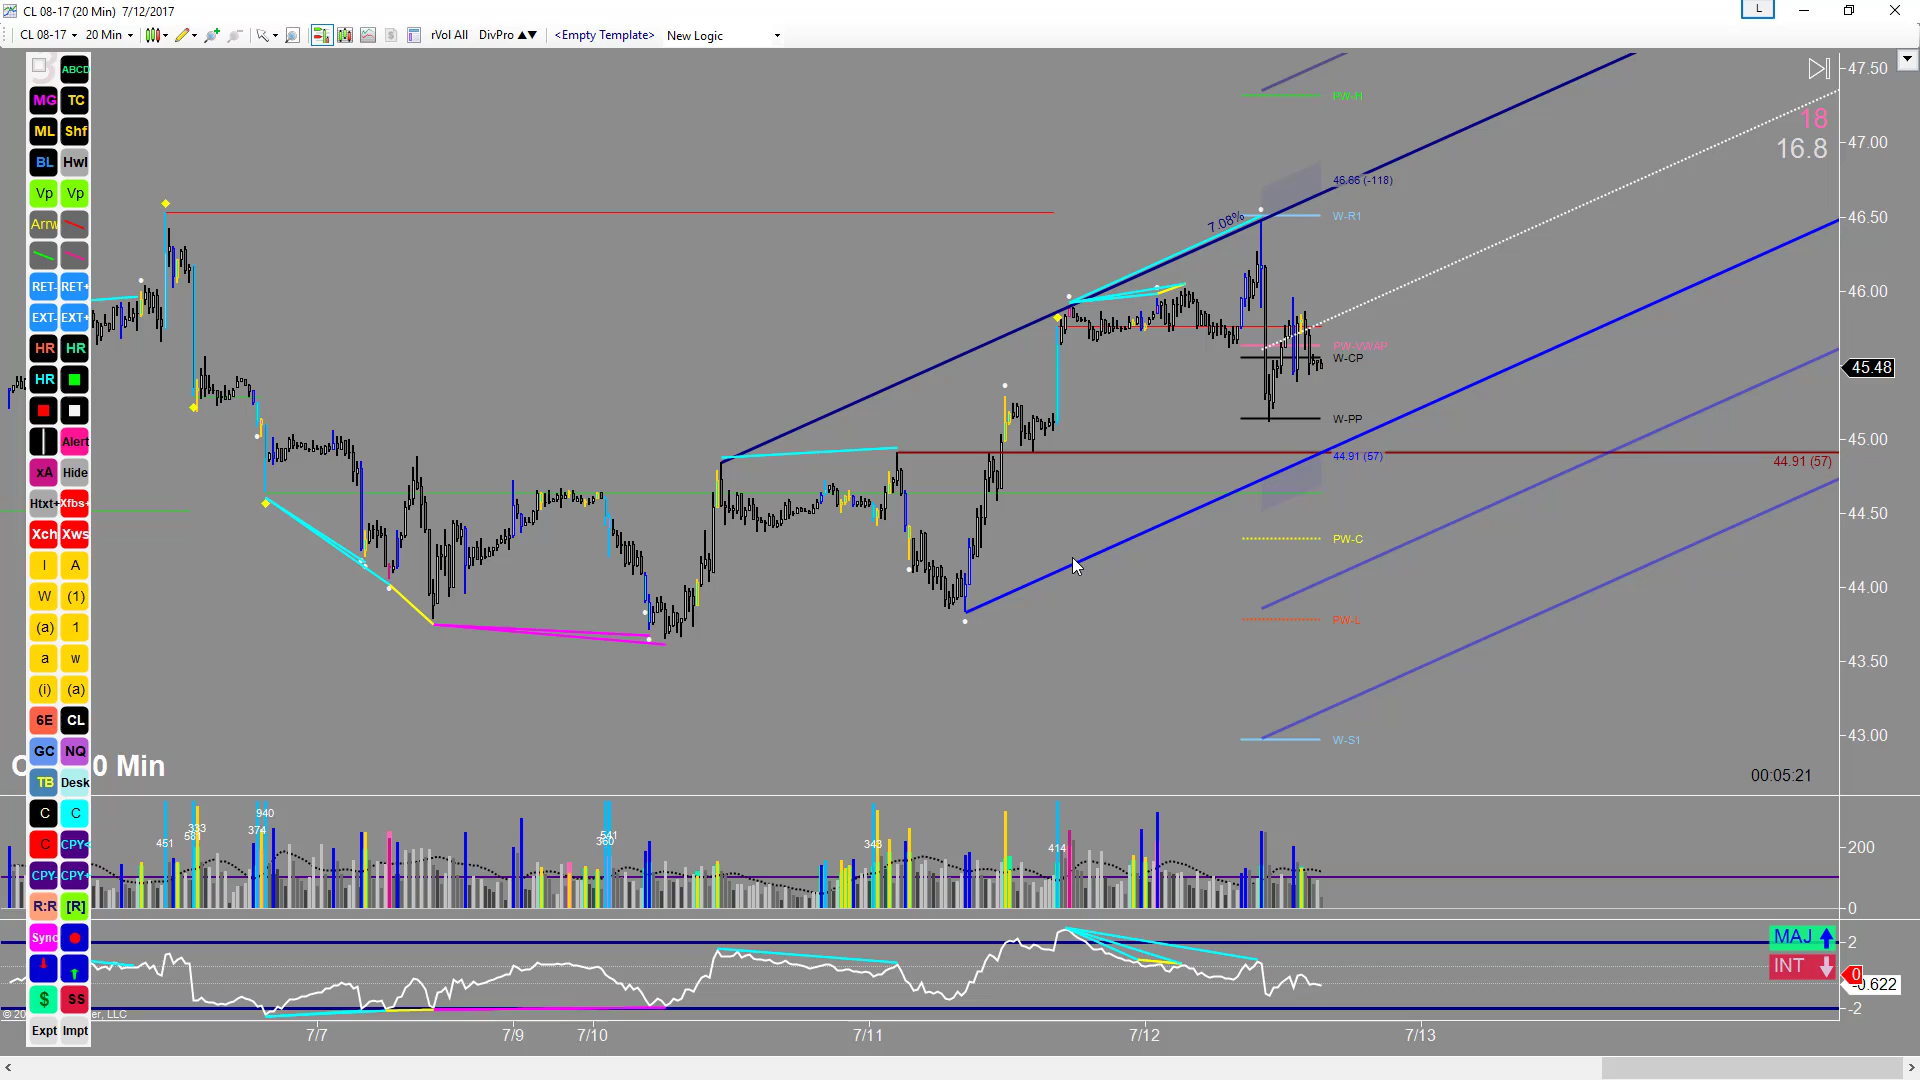 CL 08-17 (20 Min) 7/12/2017
L
CL 08-17 20 Min rVol All DivPro ▲▼ <Empty Template> New Logic
ABCD
MG TC
ML Shf
BL Hwl
Vp Vp
Arrw
RET- RET+
EXT- EXT+
HR HR
HR
Alert
xA Hide
Htxt+ Xfbs+
Xch Xws
I A
W (1)
(a) 1
a w
(i) (a)
6E CL
GC NQ
TB Desk
C C
C CPY<
CPY- CPY+
R:R [R]
Sync
$ SS
Expt Impt
47.50
PW-H
18
47.00
16.8
46.66 (-118)
7.08%
W-R1
46.50
46.00
PW-VWAP
W-CP
45.48
W-PP
45.00
44.91 (57)
44.91 (57)
44.50
PW-C
44.00
PW-L
43.50
W-S1
43.00
0 Min
00:05:21
451
333
581
940
374
541
360
343
414
200
0
MAJ
2
INT
0
-0.622
-2
er, LLC
7/7 7/9 7/10 7/11 7/12 7/13